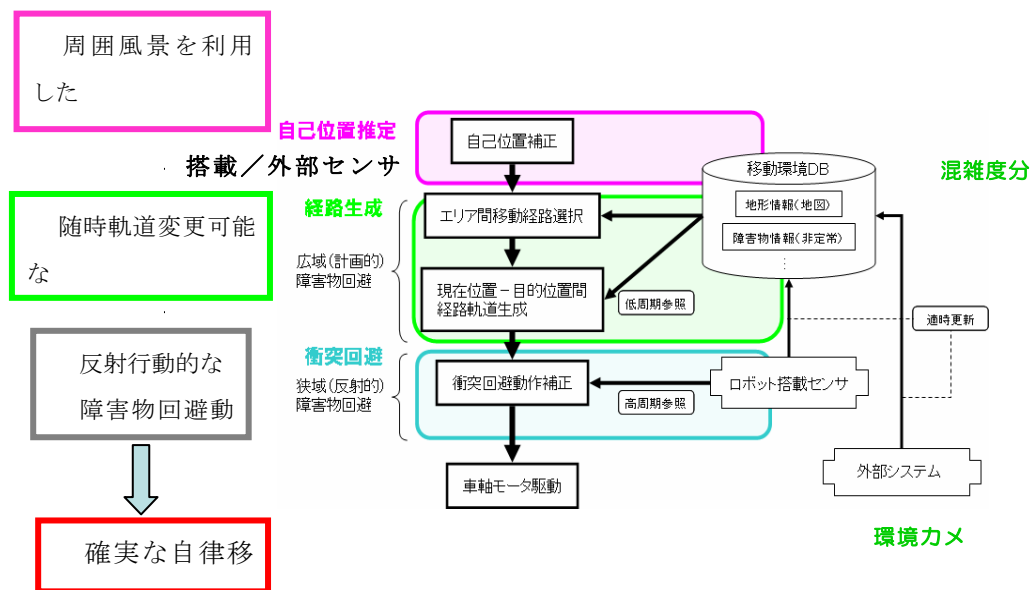 周囲風景を利用
した
自己位置推定
搭載／外部センサ
自己位置補正
移動環境DB
地形情報(地図)
障害物情報(非定常)
⋮
混雑度分
随時軌道変更可能
な
経路生成
広域(計画的)
障害物回避
エリア間移動経路選択
現在位置－目的位置間
経路軌道生成
低周期参照
適時更新
反射行動的な
障害物回避動
衝突回避
狭域(反射的)
障害物回避
衝突回避動作補正
高周期参照
ロボット搭載センサ
車軸モータ駆動
外部システム
環境カメ
確実な自律移